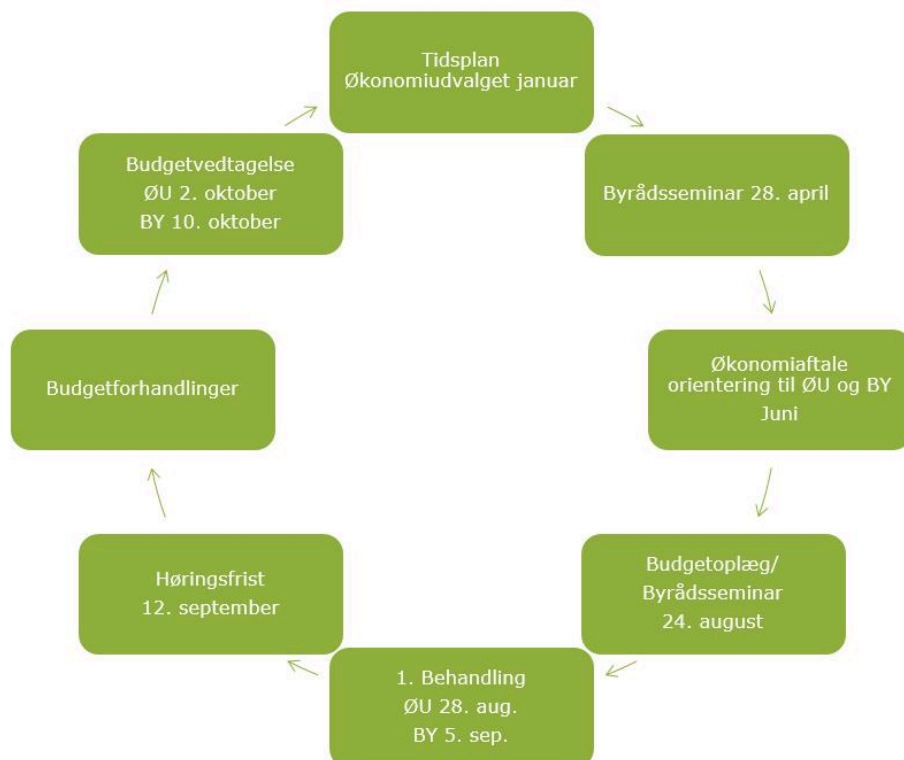 Tidsplan
Økonomiudvalget januar
Byrådsseminar 28. april
Økonomiaftale
orientering til ØU og BY
Juni
Budgetoplæg/
Byrådsseminar
24. august
1. Behandling
ØU 28. aug.
BY 5. sep.
Høringsfrist
12. september
Budgetforhandlinger
Budgetvedtagelse
ØU 2. oktober
BY 10. oktober